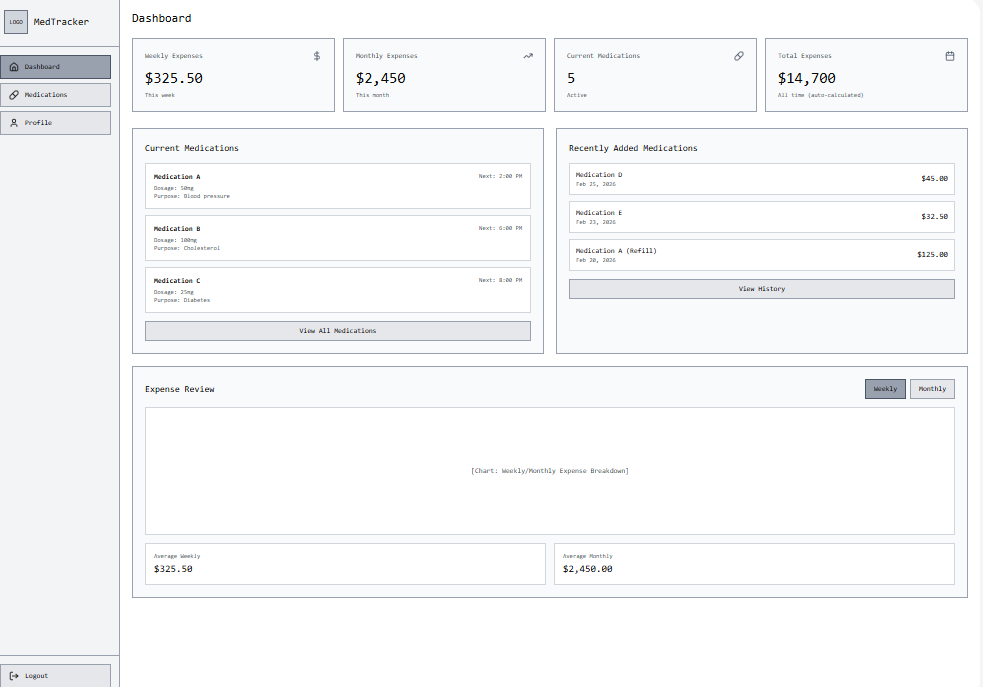 LOGO
MedTracker
Dashboard
Medications
Profile
Logout
Dashboard
Weekly Expenses
$325.50
This week
Monthly Expenses
$2,450
This month
Current Medications
5
Active
Total Expenses
$14,700
All time (auto-calculated)
Current Medications
Medication A
Next: 2:00 PM
Dosage: 50mg
Purpose: Blood pressure
Medication B
Next: 6:00 PM
Dosage: 100mg
Purpose: Cholesterol
Medication C
Next: 8:00 PM
Dosage: 25mg
Purpose: Diabetes
View All Medications
Recently Added Medications
Medication D
Feb 25, 2026
$45.00
Medication E
Feb 23, 2026
$32.50
Medication A (Refill)
Feb 20, 2026
$125.00
View History
Expense Review
Weekly
Monthly
[Chart: Weekly/Monthly Expense Breakdown]
Average Weekly
$325.50
Average Monthly
$2,450.00